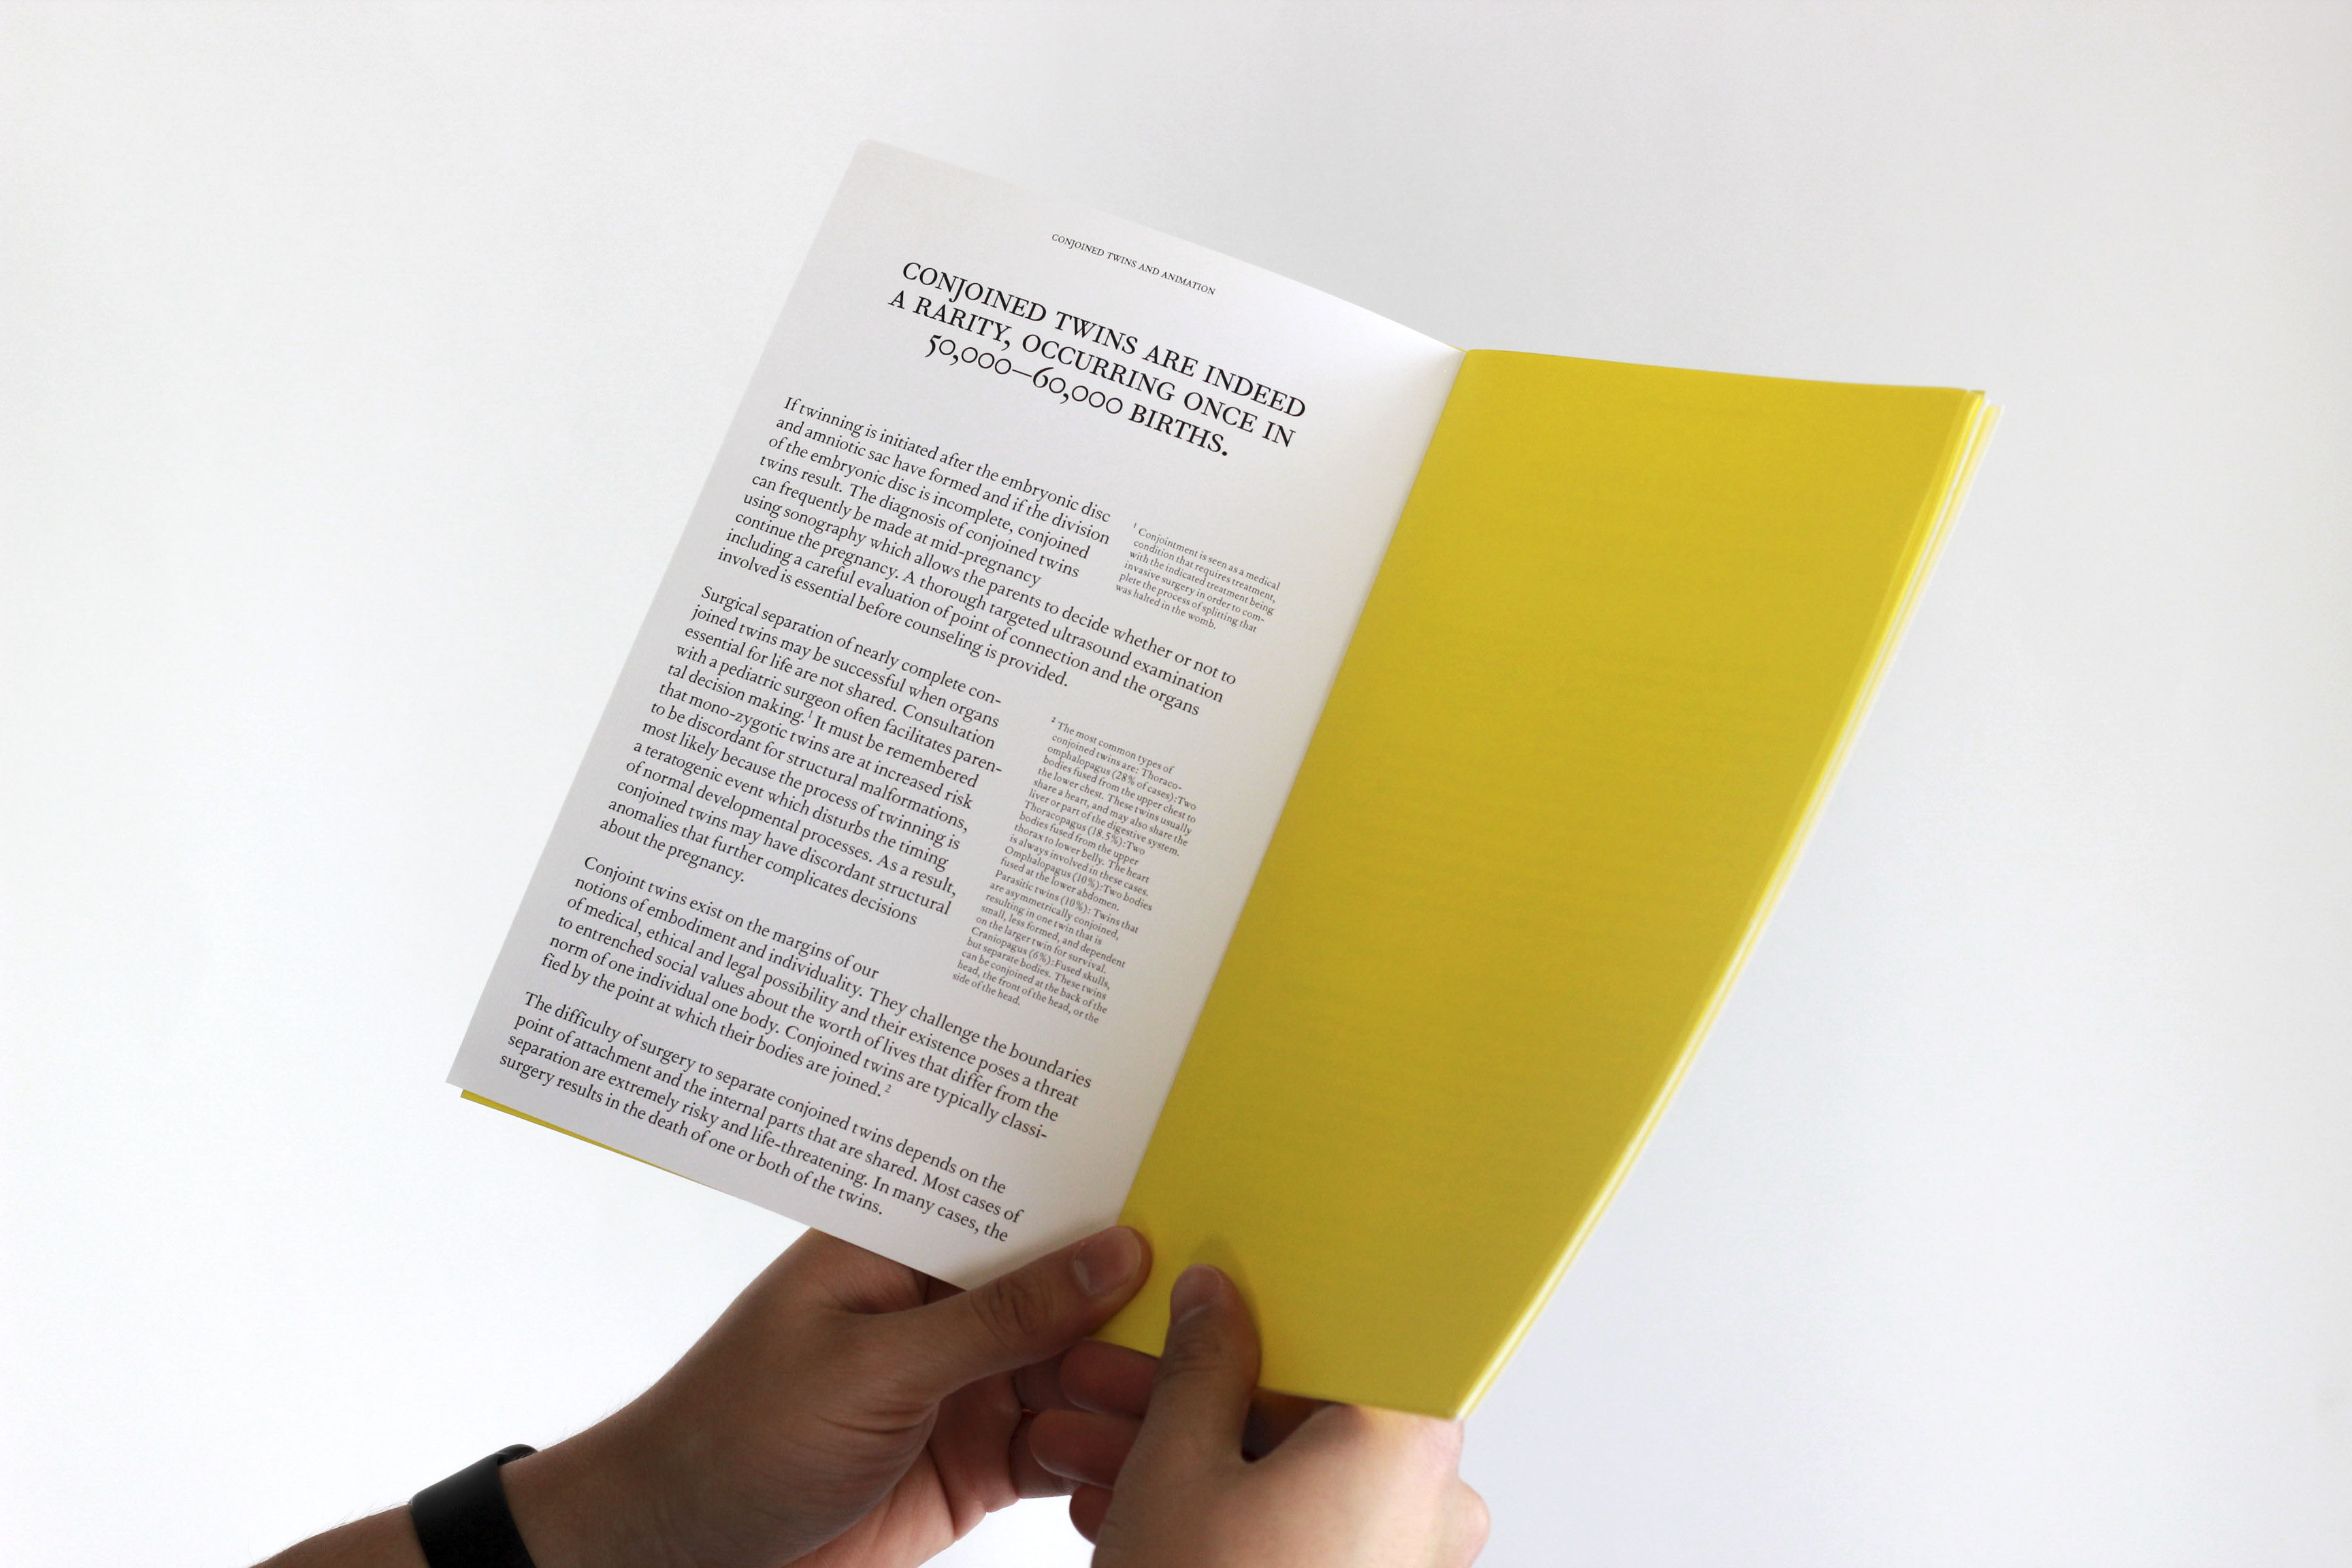 CONJOINED TWINS AND ANIMATION
CONJOINED TWINS ARE INDEED
A RARITY, OCCURRING ONCE IN
50,000—60,000 BIRTHS.
If twinning is initiated after the embryonic disc
and amniotic sac have formed and if the division
of the embryonic disc is incomplete, conjoined
twins result. The diagnosis of conjoined twins
can frequently be made at mid-pregnancy
using sonography which allows the parents to decide whether or not to
continue the pregnancy. A thorough targeted ultrasound examination
including a careful evaluation of point of connection and the organs
involved is essential before counseling is provided.
Surgical separation of nearly complete con-
joined twins may be successful when organs
essential for life are not shared. Consultation
with a pediatric surgeon often facilitates paren-
tal decision making.¹ It must be remembered
that mono-zygotic twins are at increased risk
to be discordant for structural malformations,
most likely because the process of twinning is
a teratogenic event which disturbs the timing
of normal developmental processes. As a result,
conjoined twins may have discordant structural
anomalies that further complicates decisions
about the pregnancy.
Conjoint twins exist on the margins of our
notions of embodiment and individuality. They challenge the boundaries
of medical, ethical and legal possibility and their existence poses a threat
to entrenched social values about the worth of lives that differ from the
norm of one individual one body. Conjoined twins are typically classi-
fied by the point at which their bodies are joined.²
The difficulty of surgery to separate conjoined twins depends on the
point of attachment and the internal parts that are shared. Most cases of
separation are extremely risky and life-threatening. In many cases, the
surgery results in the death of one or both of the twins.
¹ Conjointment is seen as a medical
condition that requires treatment,
with the indicated treatment being
invasive surgery in order to com-
plete the process of splitting that
was halted in the womb.
² The most common types of
conjoined twins are: Thoraco-
omphalopagus (28% of cases):Two
bodies fused from the upper chest to
the lower chest. These twins usually
share a heart, and may also share the
liver or part of the digestive system.
Thoracopagus (18.5%):Two
bodies fused from the upper
thorax to lower belly. The heart
is always involved in these cases.
Omphalopagus (10%):Two bodies
fused at the lower abdomen.
Parasitic twins (10%): Twins that
are asymmetrically conjoined,
resulting in one twin that is
small, less formed, and dependent
on the larger twin for survival.
Craniopagus (6%):Fused skulls,
but separate bodies. These twins
can be conjoined at the back of the
head, the front of the head, or the
side of the head.